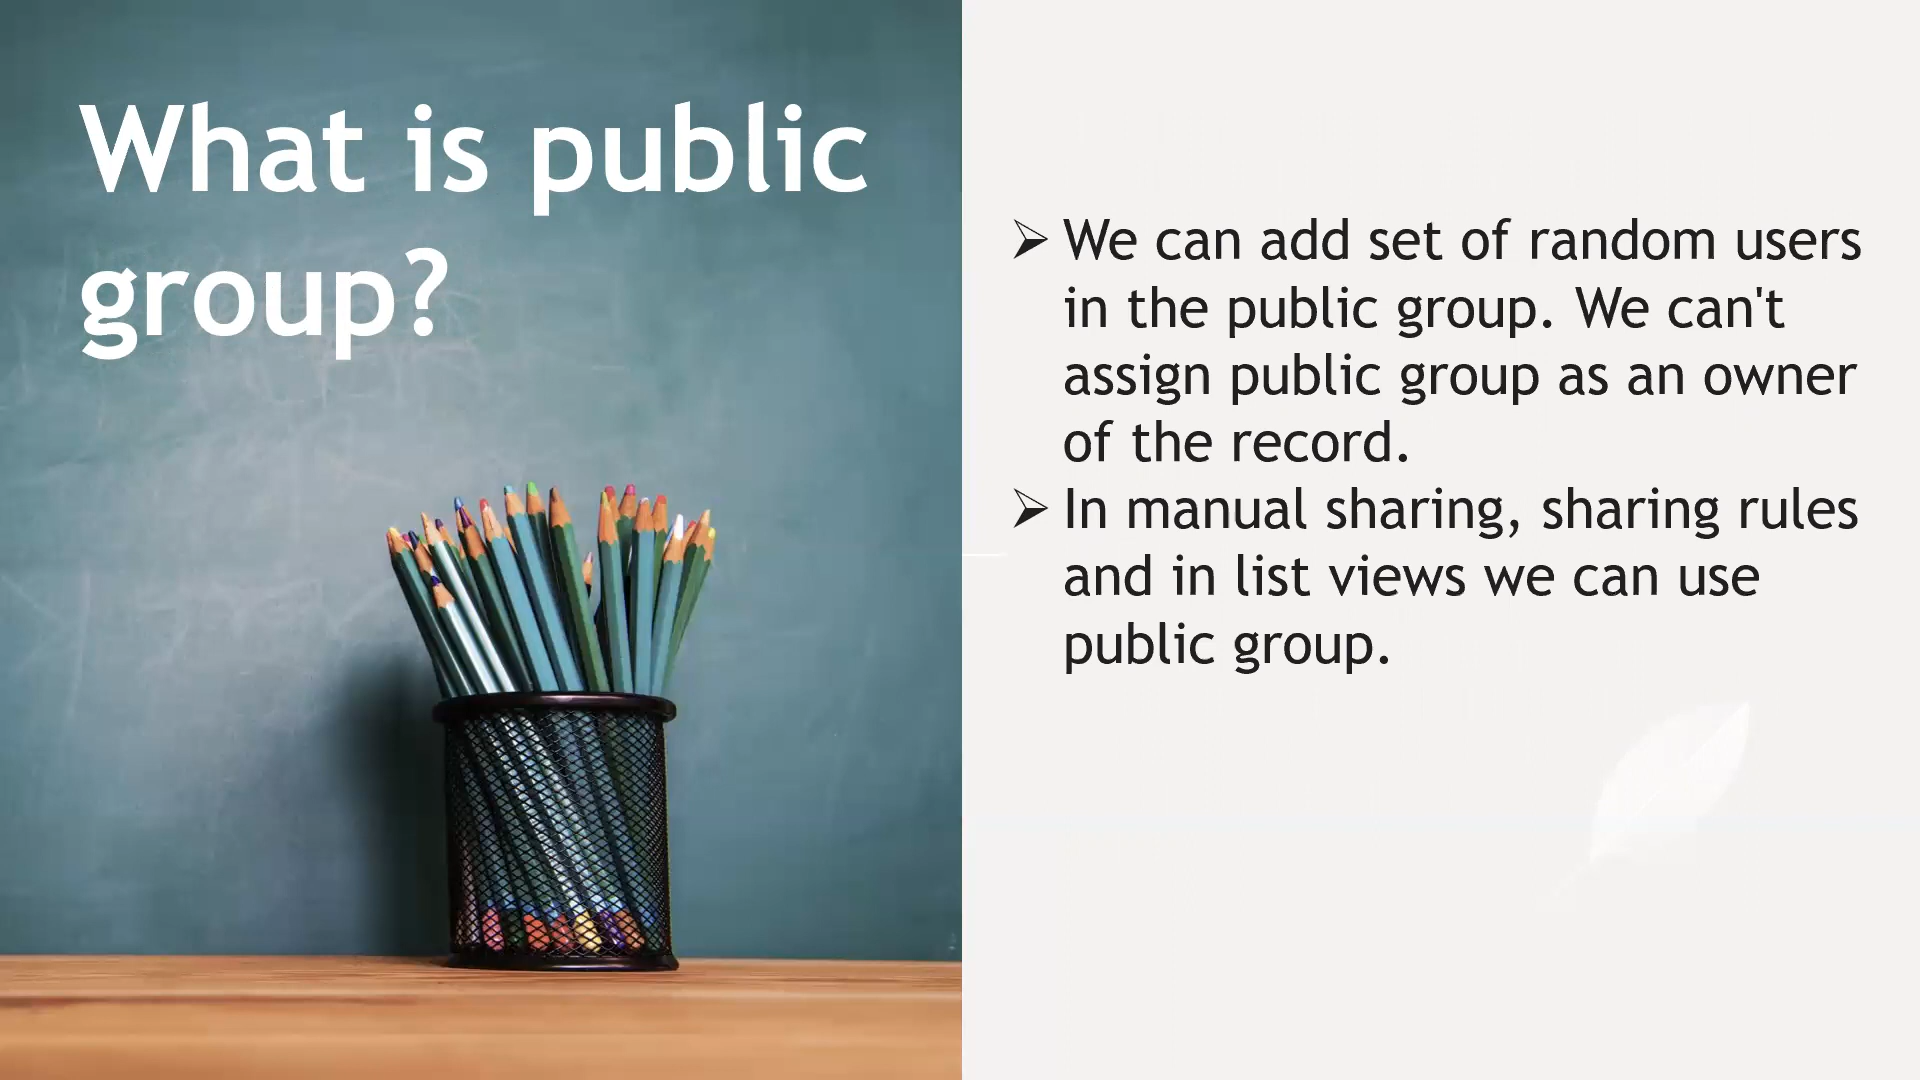 What is public
group?
➢ We can add set of random users
in the public group. We can't
assign public group as an owner
of the record.
➢ In manual sharing, sharing rules
and in list views we can use
public group.